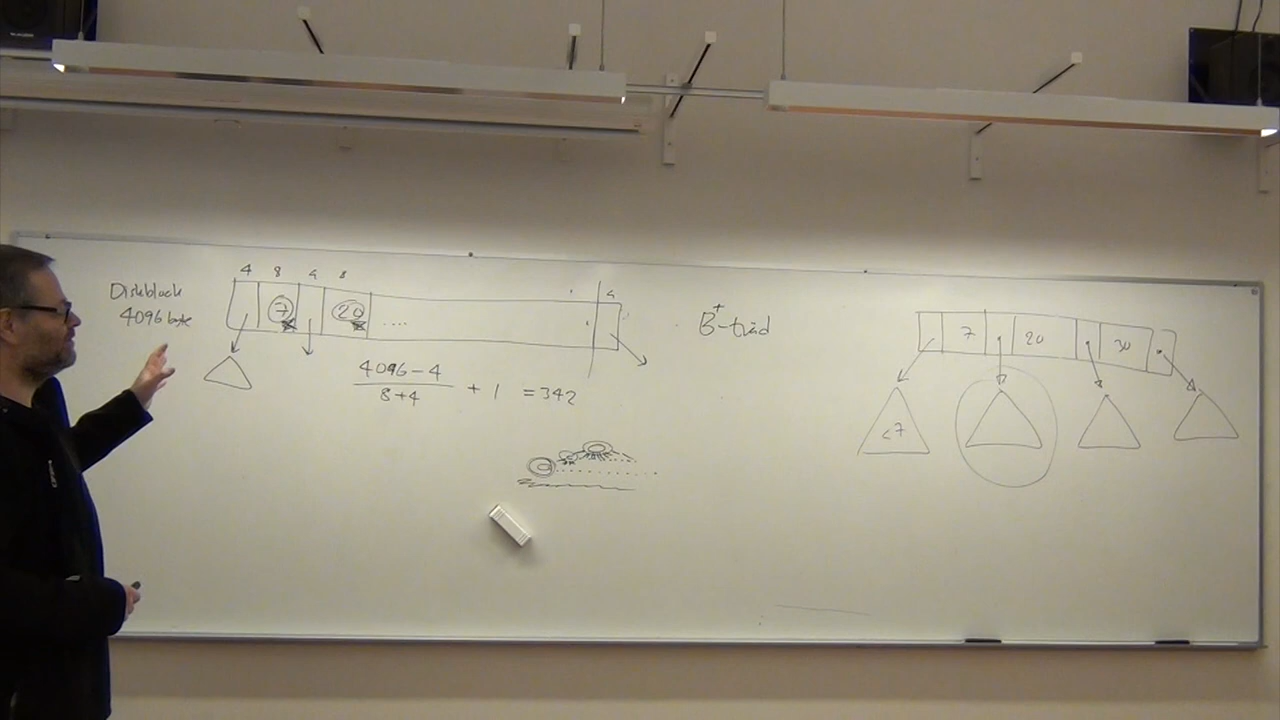 Diskblock
4096 byte
4 8 4 8 4
7 20 ....
4096 - 4
8+4
+ 1 = 342
B+-träd
7 20 30
<7